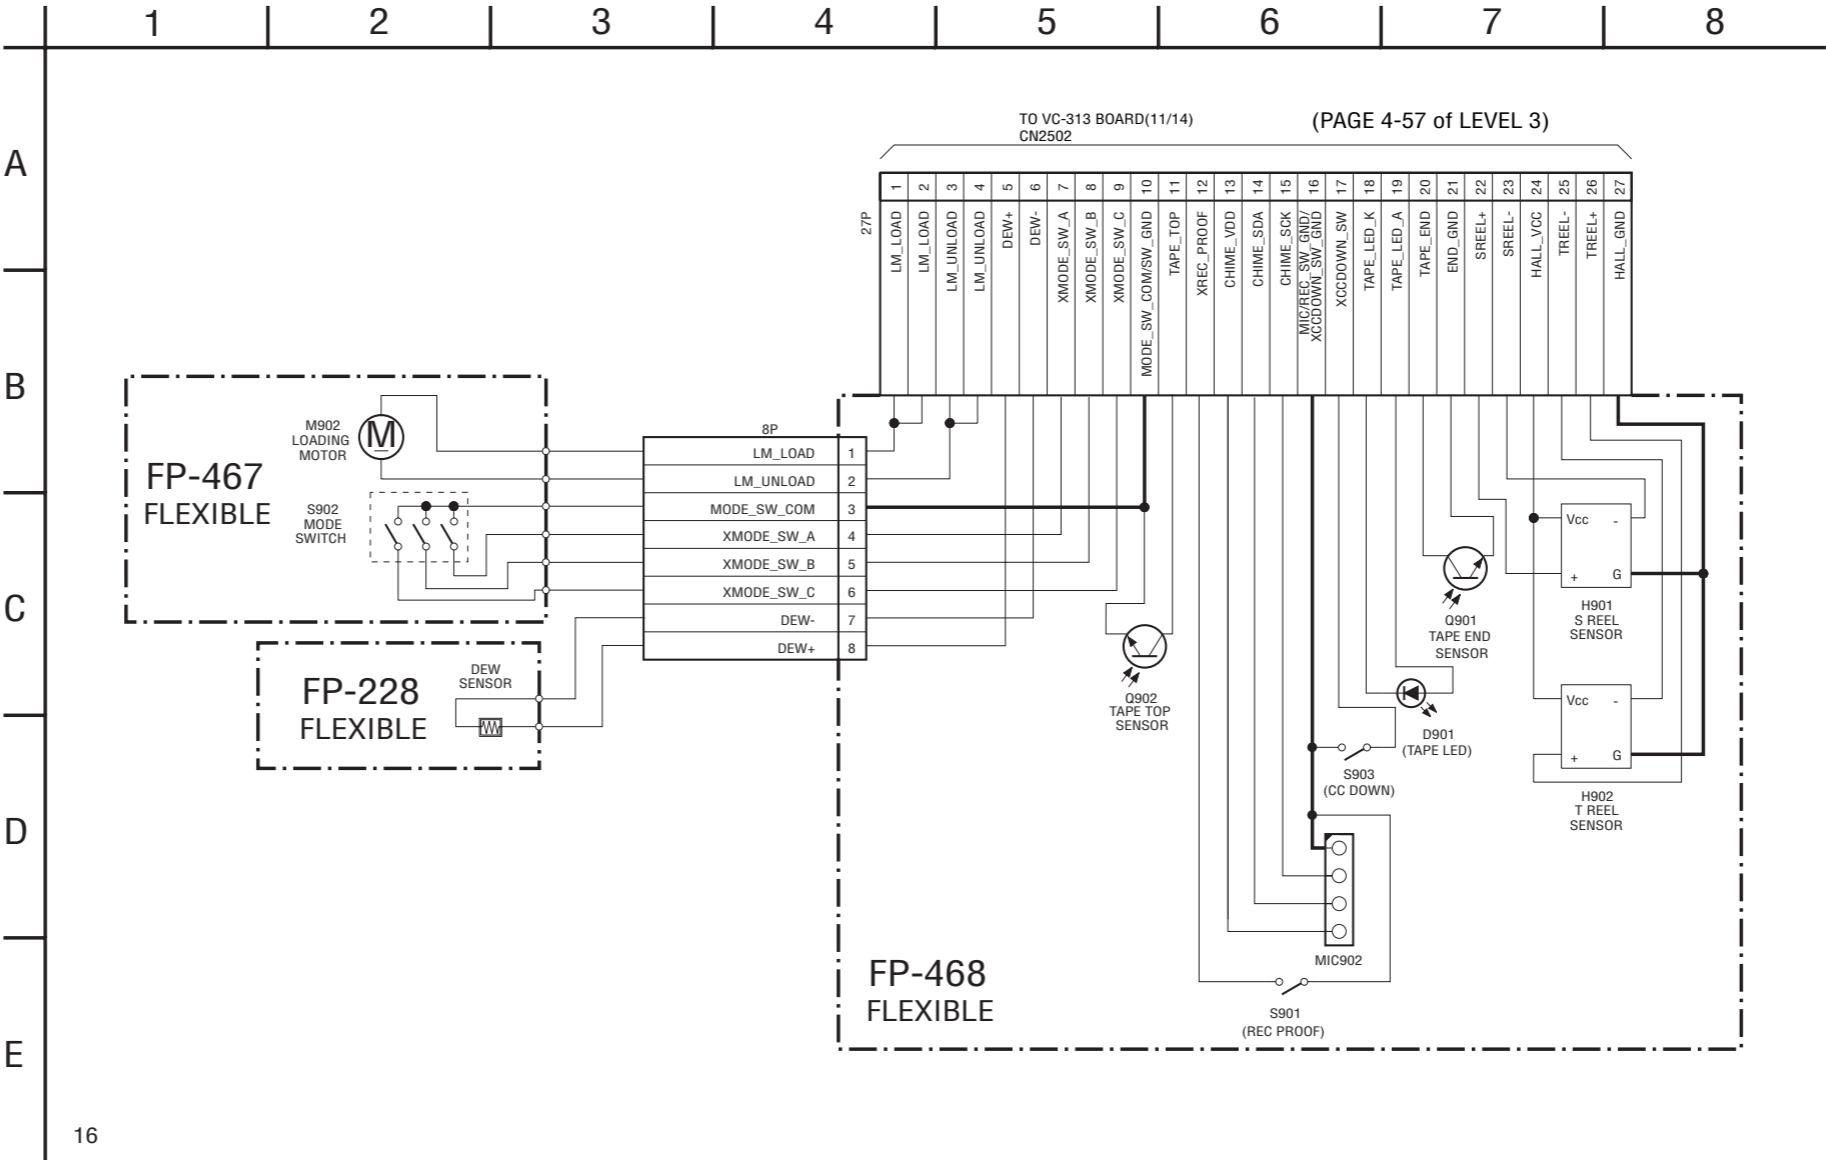 1 2 3 4 5 6 7 8
A
B
C
D
E
TO VC-313 BOARD(11/14)
CN2502
(PAGE 4-57 of LEVEL 3)
27P
1 LM_LOAD
2 LM_LOAD
3 LM_UNLOAD
4 LM_UNLOAD
5 DEW+
6 DEW-
7 XMODE_SW_A
8 XMODE_SW_B
9 XMODE_SW_C
10 MODE_SW_COM/SW_GND
11 TAPE_TOP
12 XREC_PROOF
13 CHIME_VDD
14 CHIME_SDA
15 CHIME_SCK
16 MIC/REC_SW_GND/
XCCDOWN_SW_GND
17 XCCDOWN_SW
18 TAPE_LED_K
19 TAPE_LED_A
20 TAPE_END
21 END_GND
22 SREEL+
23 SREEL-
24 HALL_VCC
25 TREEL-
26 TREEL+
27 HALL_GND
FP-467
FLEXIBLE
M902
LOADING
MOTOR
M
S902
MODE
SWITCH
8P
LM_LOAD 1
LM_UNLOAD 2
MODE_SW_COM 3
XMODE_SW_A 4
XMODE_SW_B 5
XMODE_SW_C 6
DEW- 7
DEW+ 8
FP-228
FLEXIBLE
DEW
SENSOR
Q902
TAPE TOP
SENSOR
Q901
TAPE END
SENSOR
D901
(TAPE LED)
S903
(CC DOWN)
Vcc -
+ G
H901
S REEL
SENSOR
Vcc -
+ G
H902
T REEL
SENSOR
MIC902
S901
(REC PROOF)
FP-468
FLEXIBLE
16